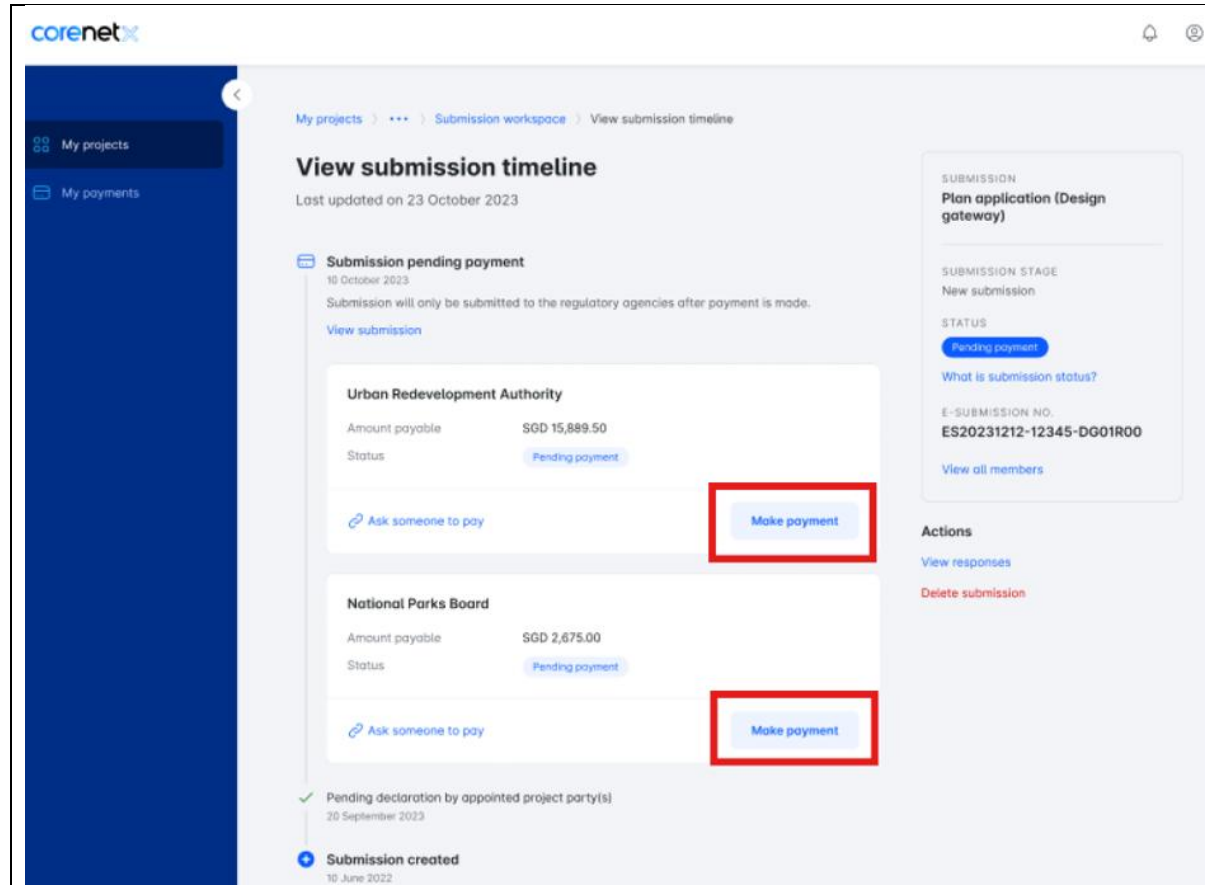 corenetx
My projects
My payments
My projects > ••• > Submission workspace > View submission timeline
View submission timeline
Last updated on 23 October 2023
Submission pending payment
10 October 2023
Submission will only be submitted to the regulatory agencies after payment is made.
View submission
Urban Redevelopment Authority
Amount payable SGD 15,889.50
Status Pending payment
Ask someone to pay Make payment
National Parks Board
Amount payable SGD 2,675.00
Status Pending payment
Ask someone to pay Make payment
Pending declaration by appointed project party(s)
20 September 2023
Submission created
10 June 2022
SUBMISSION
Plan application (Design
gateway)
SUBMISSION STAGE
New submission
STATUS
Pending payment
What is submission status?
E-SUBMISSION NO.
ES20231212-12345-DG01R00
View all members
Actions
View responses
Delete submission